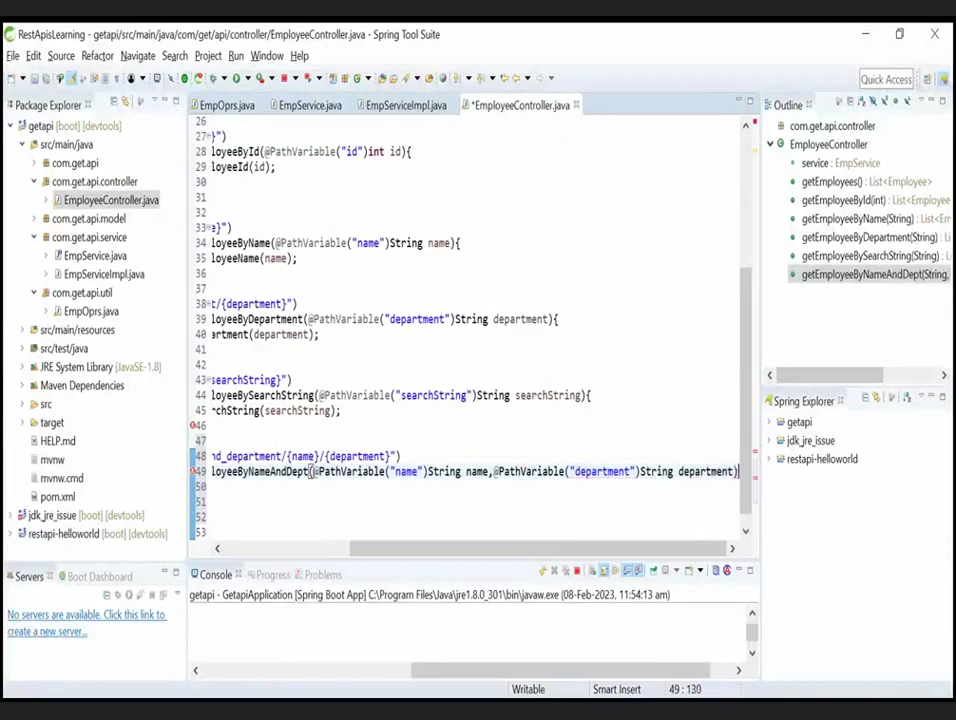 RestApisLearning - getapi/src/main/java/com/get/api/controller/EmployeeController.java - Spring Tool Suite
File Edit Source Refactor Navigate Search Project Run Window Help
Quick Access
Package Explorer
getapi [boot] [devtools]
src/main/java
com.get.api
com.get.api.controller
EmployeeController.java
com.get.api.model
com.get.api.service
EmpService.java
EmpServiceImpl.java
com.get.api.util
EmpOprs.java
src/main/resources
src/test/java
JRE System Library [JavaSE-1.8]
Maven Dependencies
src
target
HELP.md
mvnw
mvnw.cmd
pom.xml
jdk_jre_issue [boot] [devtools]
restapi-helloworld [boot] [devtools]
Servers
Boot Dashboard
No servers are available. Click this link to
create a new server...
EmpOprs.java
EmpService.java
EmpServiceImpl.java
*EmployeeController.java
26
27 }")
28 loyeeById(@PathVariable("id")int id){
29 loyeeId(id);
30
31
32
33 e}")
34 loyeeByName(@PathVariable("name")String name){
35 loyeeName(name);
36
37
38 t/{department}")
39 loyeeByDepartment(@PathVariable("department")String department){
40 artment(department);
41
42
43 searchString}")
44 loyeeBySearchString(@PathVariable("searchString")String searchString){
45 rchString(searchString);
46
47
48 nd_department/{name}/{department}")
49 loyeeByNameAndDept(@PathVariable("name")String name,@PathVariable("department")String department)
50
51
52
53
Console
Progress
Problems
getapi - GetapiApplication [Spring Boot App] C:\Program Files\Java\jre1.8.0_301\bin\javaw.exe (08-Feb-2023, 11:54:13 am)
Outline
com.get.api.controller
EmployeeController
service : EmpService
getEmployees() : List<Employee>
getEmployeeById(int) : List<Employee
getEmployeeByName(String) : List<
getEmployeeByDepartment(String) :
getEmployeeBySearchString(String) :
getEmployeeByNameAndDept(String,
Spring Explorer
getapi
jdk_jre_issue
restapi-helloworld
Writable
Smart Insert
49 : 130